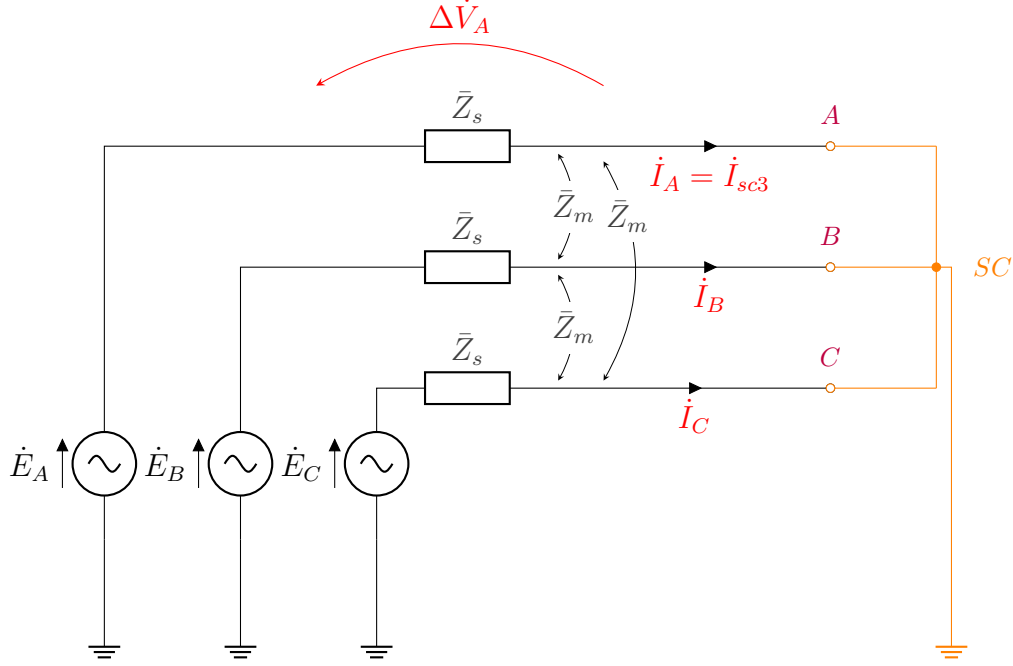 ΔV̇_A
Z̄_s
A
İ_A = İ_sc3
Z̄_m
Z̄_m
Z̄_s
B
SC
İ_B
Z̄_m
Z̄_s
C
İ_C
Ė_A
Ė_B
Ė_C